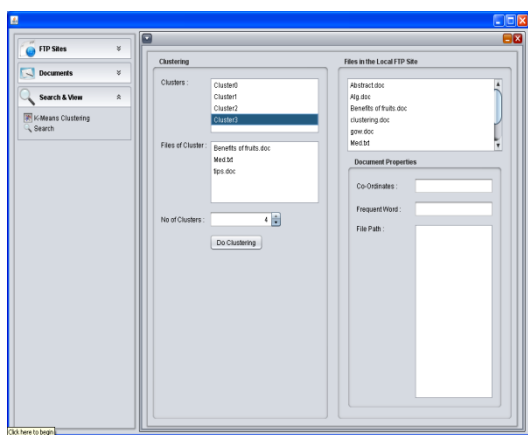 FTP Sites
Documents
Search & View
K-Means Clustering
Search
Clustering
Clusters :
Cluster0
Cluster1
Cluster2
Cluster3
Files of Cluster :
Benefits of fruits.doc
Med.txt
tips.doc
No of Clusters :
4
Do Clustering
Files in the Local FTP Site
Abstract.doc
Alg.doc
Benefits of fruits.doc
clustering.doc
gow.doc
Med.txt
Document Properties
Co-Ordinates :
Frequent Word :
File Path :
Click here to begin